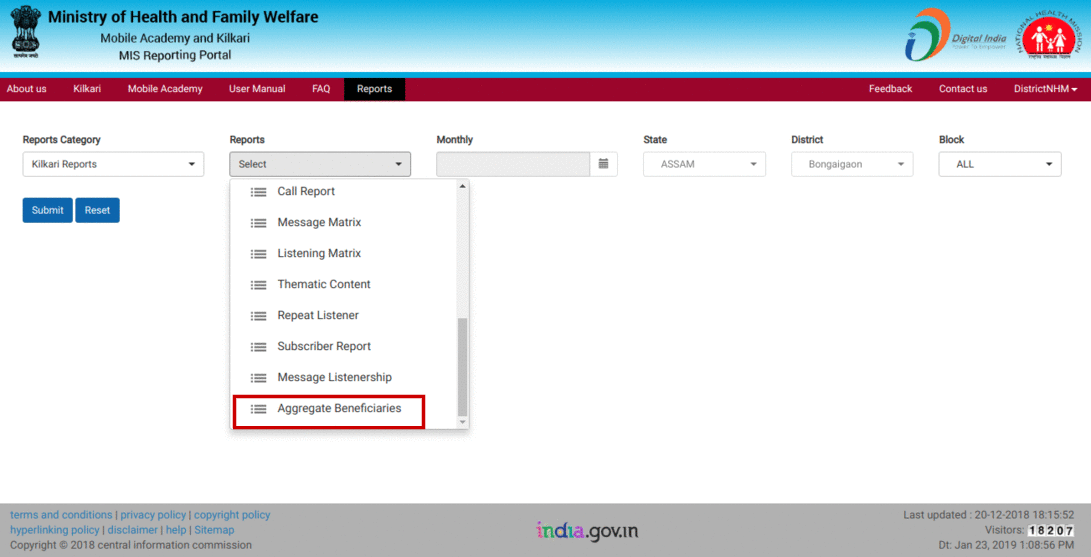 Ministry of Health and Family Welfare
Mobile Academy and Kilkari
MIS Reporting Portal
Digital India
Power To Empower
NATIONAL HEALTH MISSION
About us Kilkari Mobile Academy User Manual FAQ Reports Feedback Contact us DistrictNHM
Reports Category Reports Monthly State District Block
Kilkari Reports Select ASSAM Bongaigaon ALL
Submit Reset
Call Report
Message Matrix
Listening Matrix
Thematic Content
Repeat Listener
Subscriber Report
Message Listenership
Aggregate Beneficiaries
terms and conditions | privacy policy | copyright policy
hyperlinking policy | disclaimer | help | Sitemap
Copyright © 2018 central information commission
india.gov.in
Last updated : 20-12-2018 18:15:52
Visitors: 18207
Dt: Jan 23, 2019 1:08:56 PM